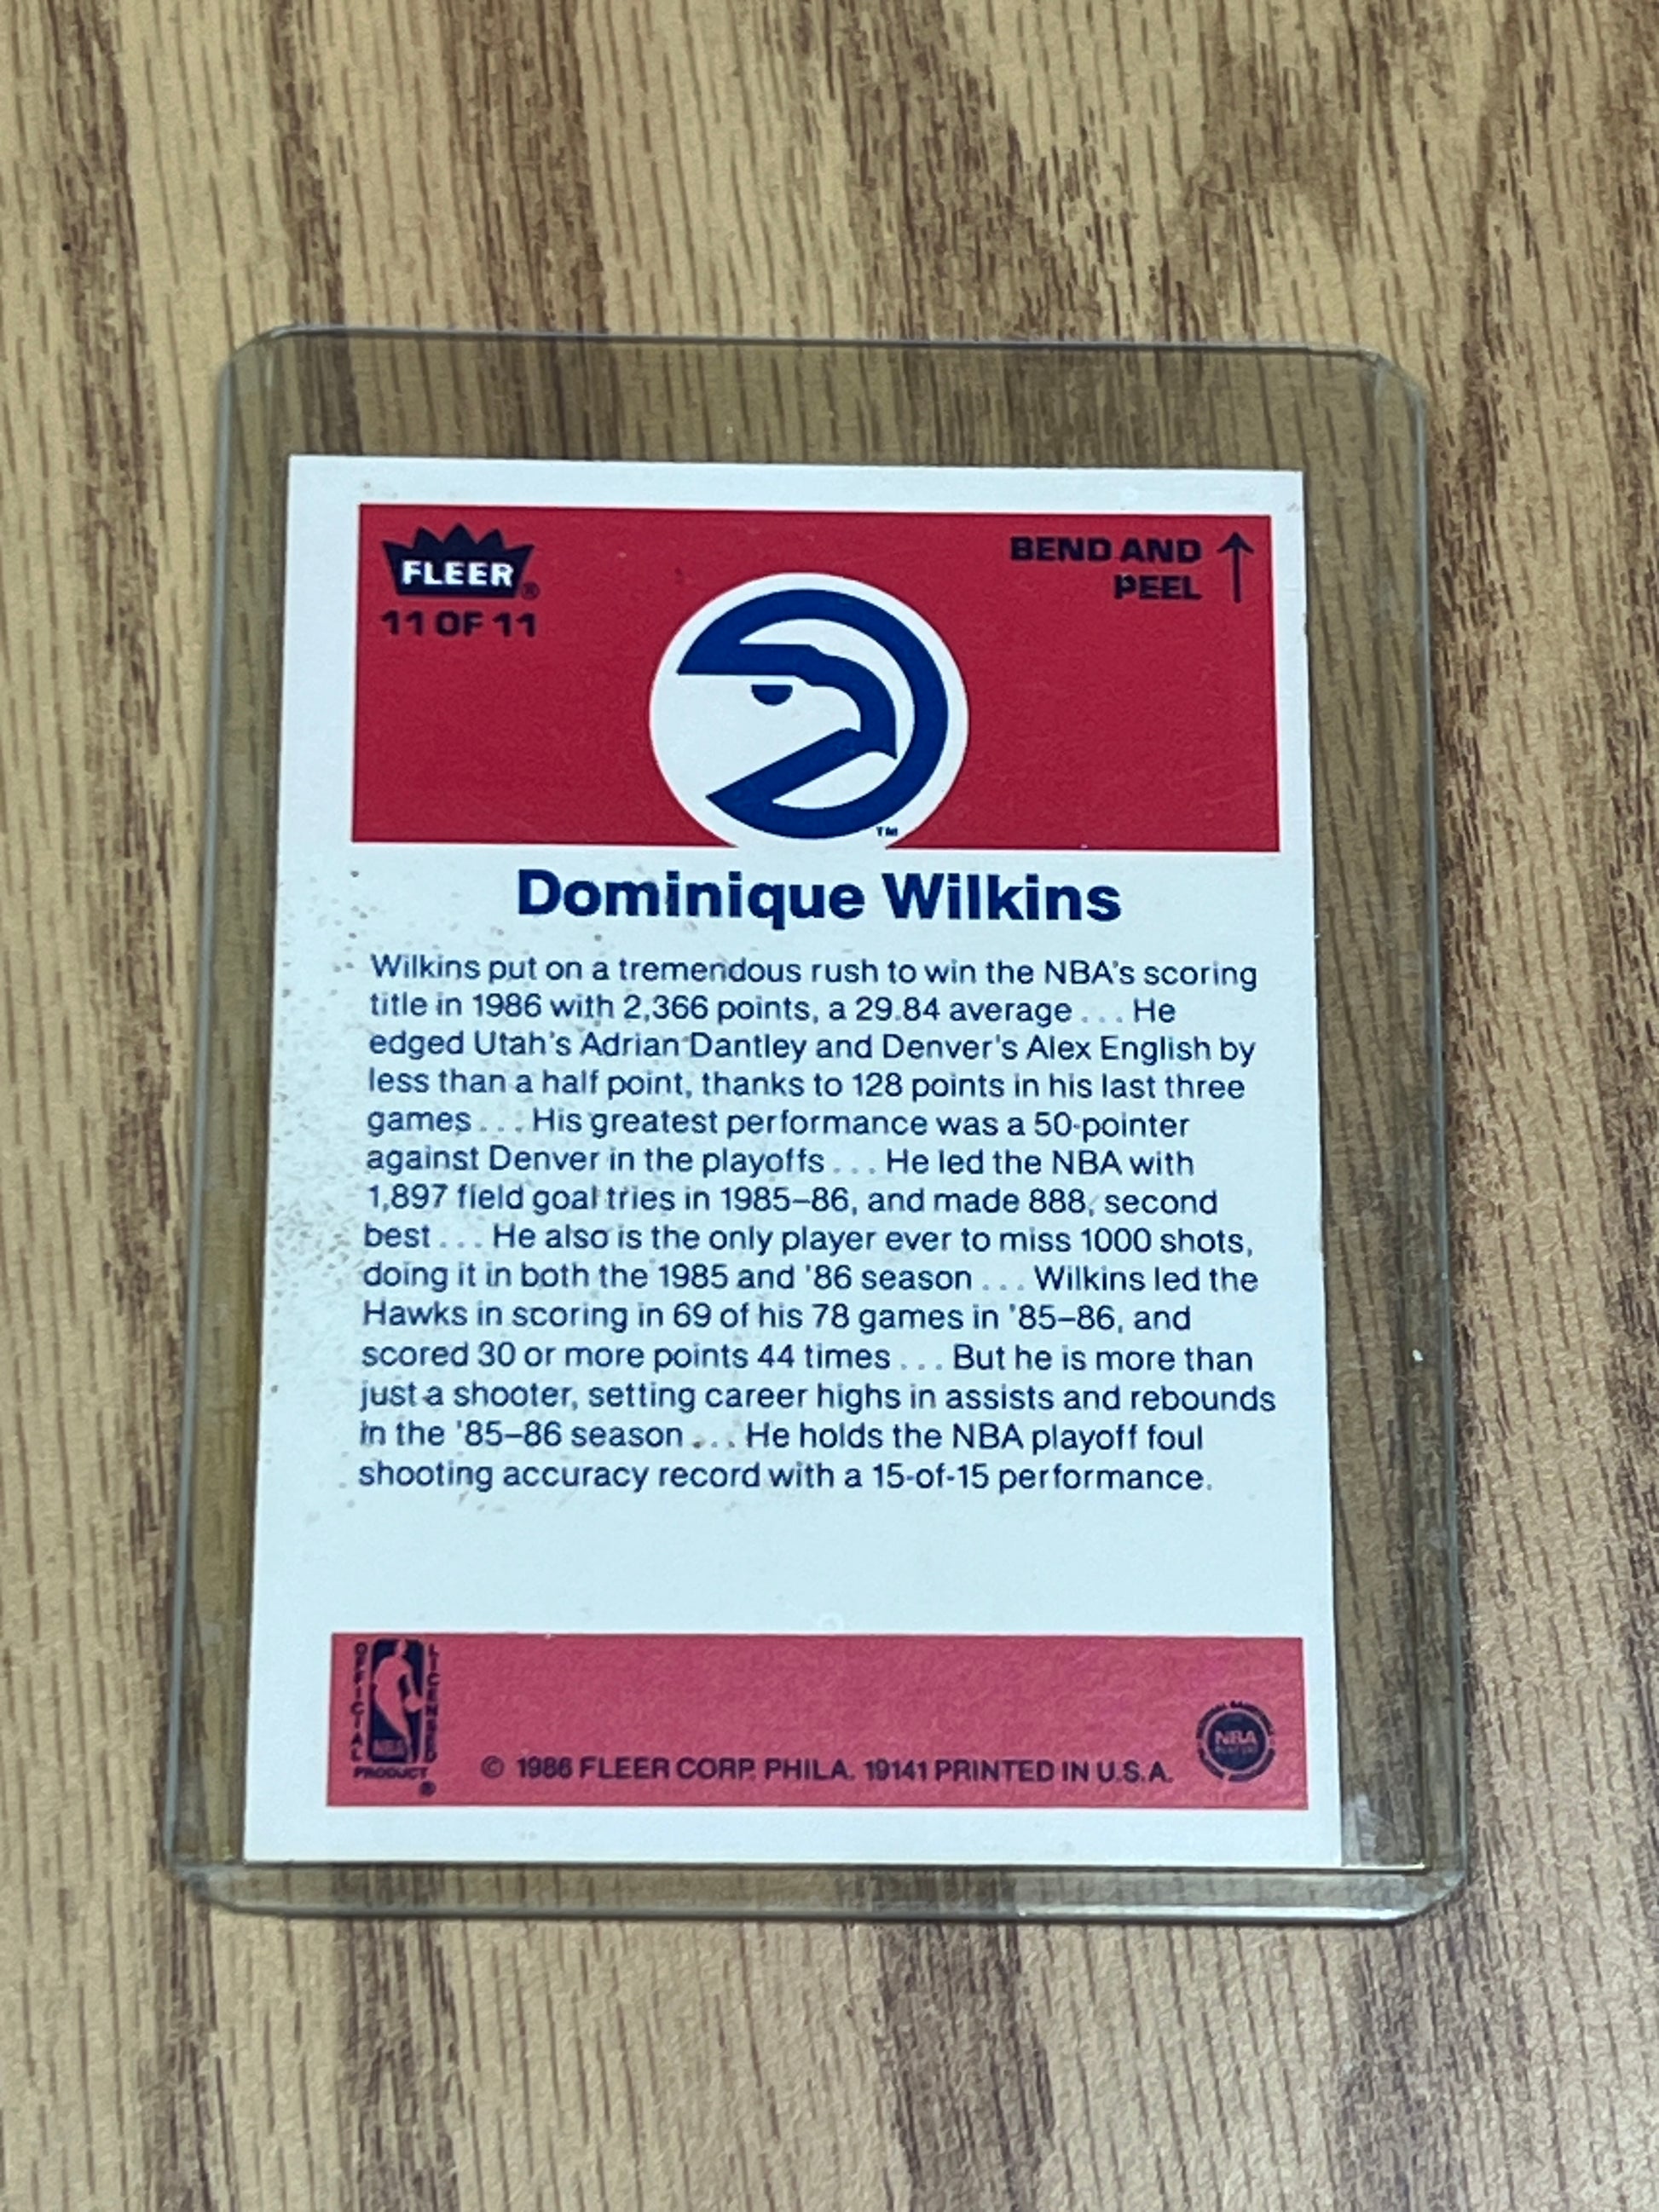 FLEER®
11 OF 11
BEND AND
PEEL
TM
Dominique Wilkins
Wilkins put on a tremendous rush to win the NBA's scoring
title in 1986 with 2,366 points, a 29.84 average ... He
edged Utah's Adrian Dantley and Denver's Alex English by
less than a half point, thanks to 128 points in his last three
games ... His greatest performance was a 50-pointer
against Denver in the playoffs ... He led the NBA with
1,897 field goal tries in 1985–86, and made 888, second
best ... He also is the only player ever to miss 1000 shots,
doing it in both the 1985 and '86 season ... Wilkins led the
Hawks in scoring in 69 of his 78 games in '85–86, and
scored 30 or more points 44 times ... But he is more than
just a shooter, setting career highs in assists and rebounds
in the '85–86 season ... He holds the NBA playoff foul
shooting accuracy record with a 15-of-15 performance.
OFFICIAL
LICENSED
NBA
PRODUCT
®
© 1986 FLEER CORP. PHILA. 19141 PRINTED IN U.S.A.
NBA